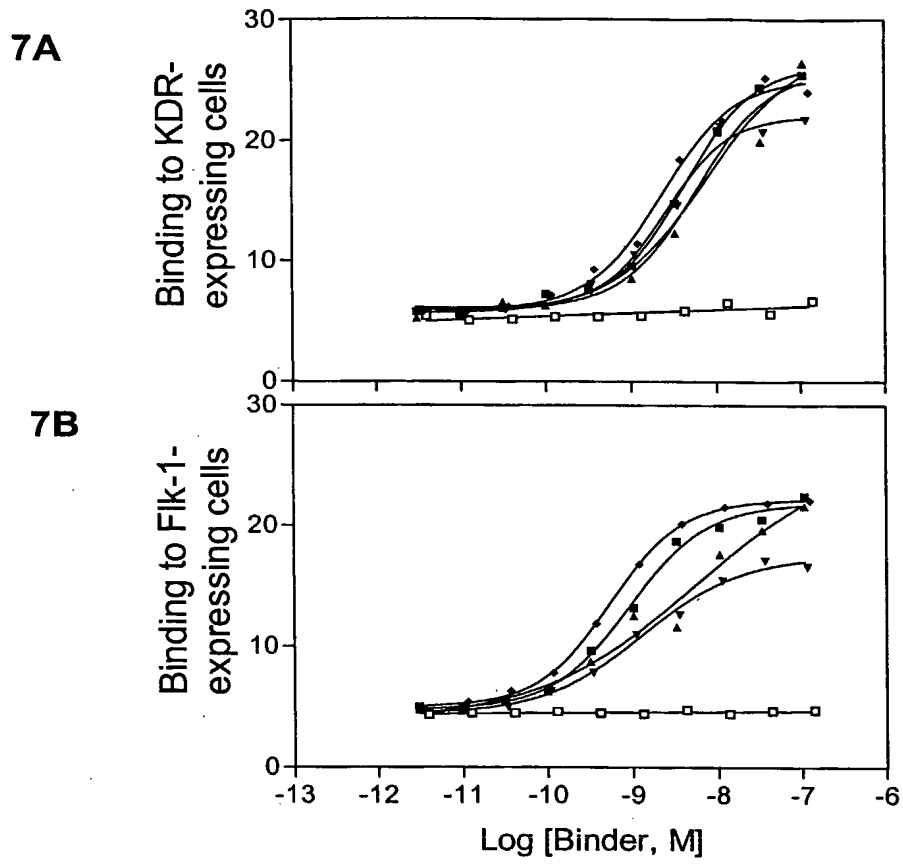 7A
Binding to KDR-
expressing cells
30
20
10
0
7B
Binding to Flk-1-
expressing cells
30
20
10
0
-13 -12 -11 -10 -9 -8 -7 -6
Log [Binder, M]